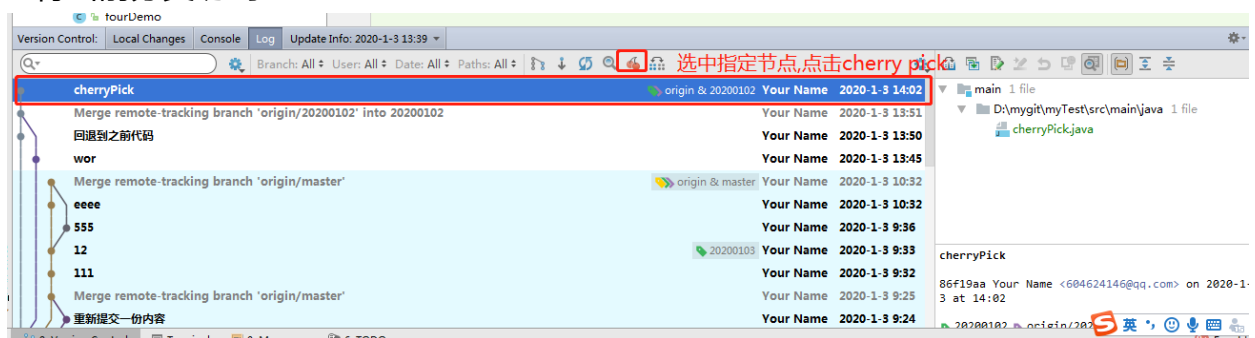 fourDemo
Version Control: Local Changes Console Log Update Info: 2020-1-3 13:39
Branch: All User: All Date: All Paths: All
选中指定节点,点击cherry pick
cherryPick origin & 20200102 Your Name 2020-1-3 14:02
Merge remote-tracking branch 'origin/20200102' into 20200102 Your Name 2020-1-3 13:51
回退到之前代码 Your Name 2020-1-3 13:50
wor Your Name 2020-1-3 13:45
Merge remote-tracking branch 'origin/master' origin & master Your Name 2020-1-3 10:32
eeee Your Name 2020-1-3 10:32
555 Your Name 2020-1-3 9:36
12 20200103 Your Name 2020-1-3 9:33
111 Your Name 2020-1-3 9:32
Merge remote-tracking branch 'origin/master' Your Name 2020-1-3 9:25
重新提交一份内容 Your Name 2020-1-3 9:24
main 1 file
D:\mygit\myTest\src\main\java 1 file
cherryPick.java
cherryPick
86f19aa Your Name <604624146@qq.com> on 2020-1-
3 at 14:02
20200102 origin/202
英